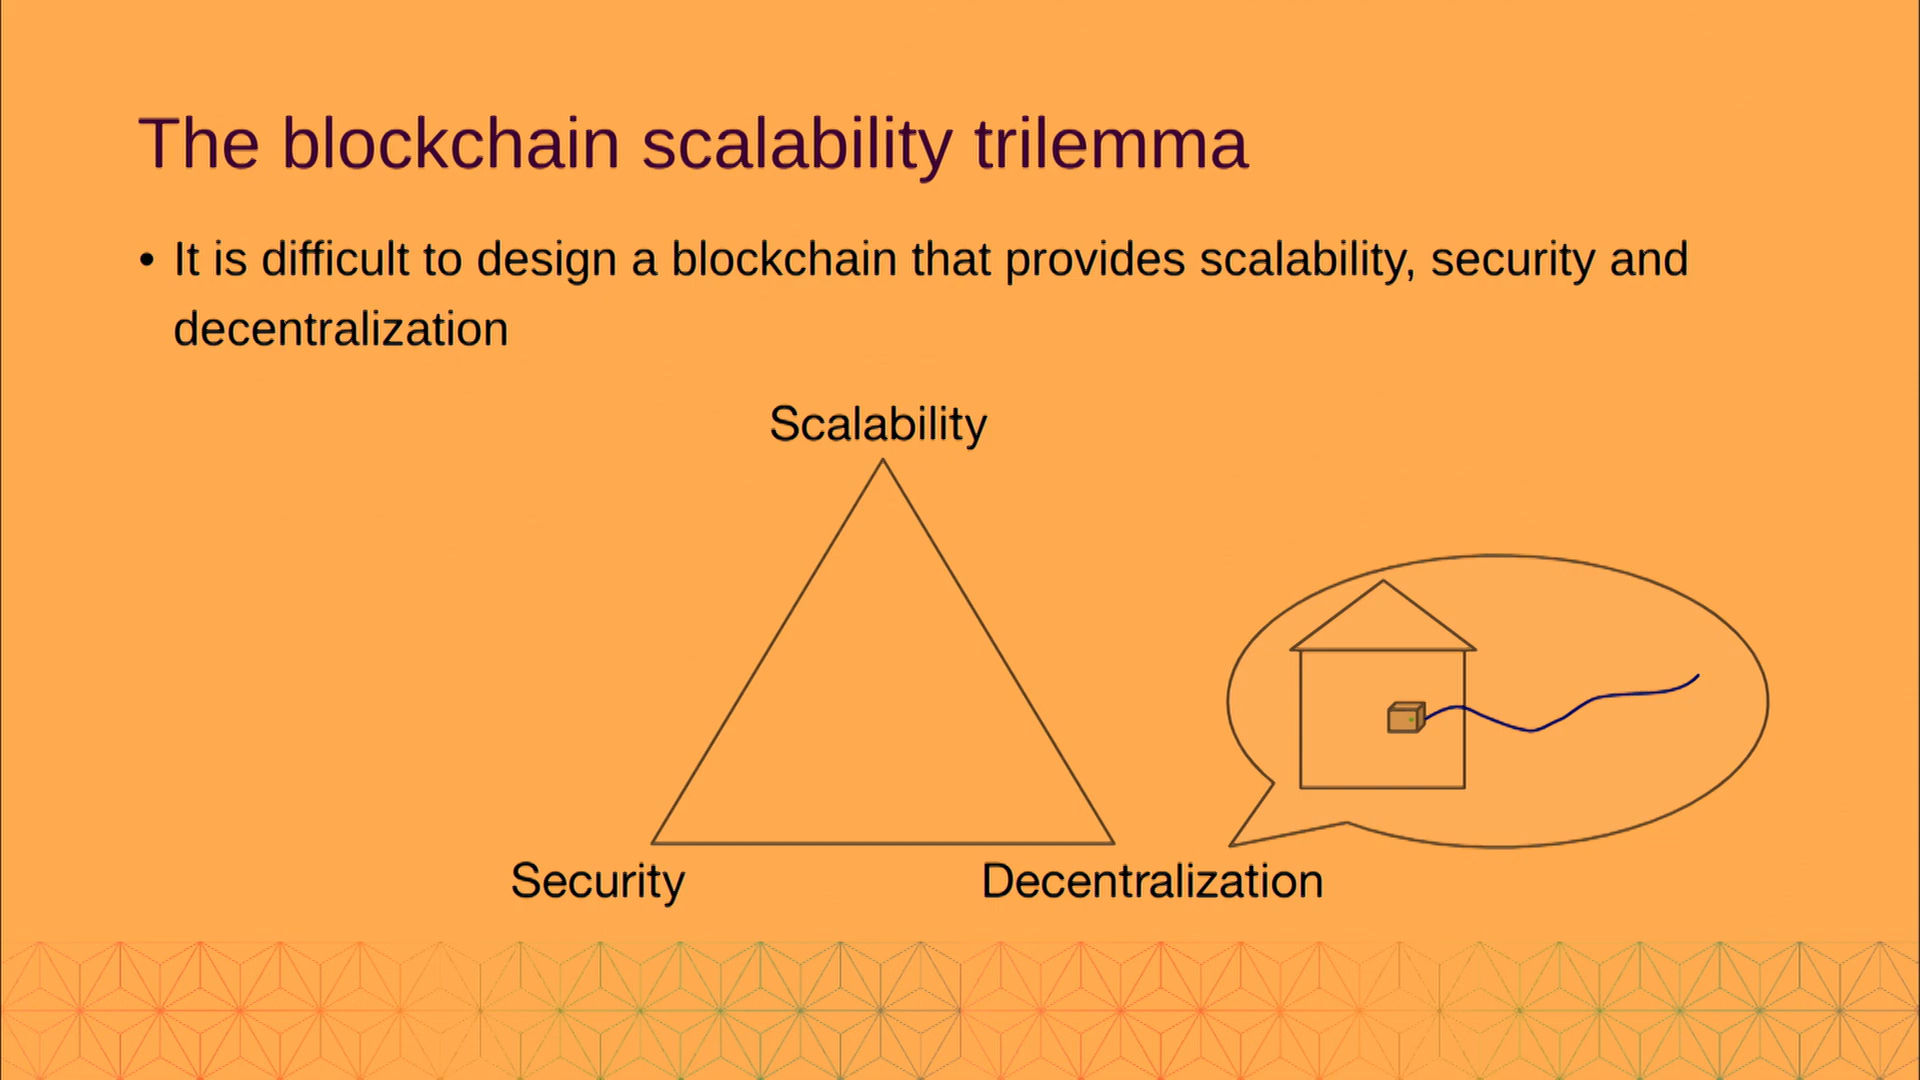 The blockchain scalability trilemma
• It is difficult to design a blockchain that provides scalability, security and
decentralization
Scalability
Security
Decentralization